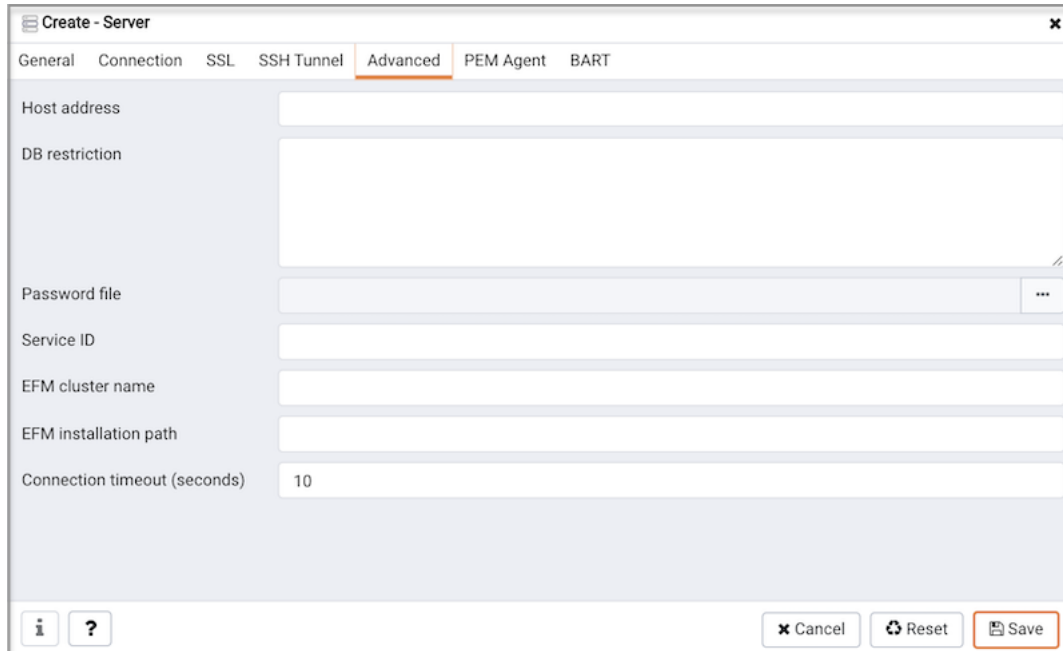 Create - Server
General Connection SSL SSH Tunnel Advanced PEM Agent BART
Host address
DB restriction
Password file
Service ID
EFM cluster name
EFM installation path
Connection timeout (seconds) 10
i ? Cancel Reset Save